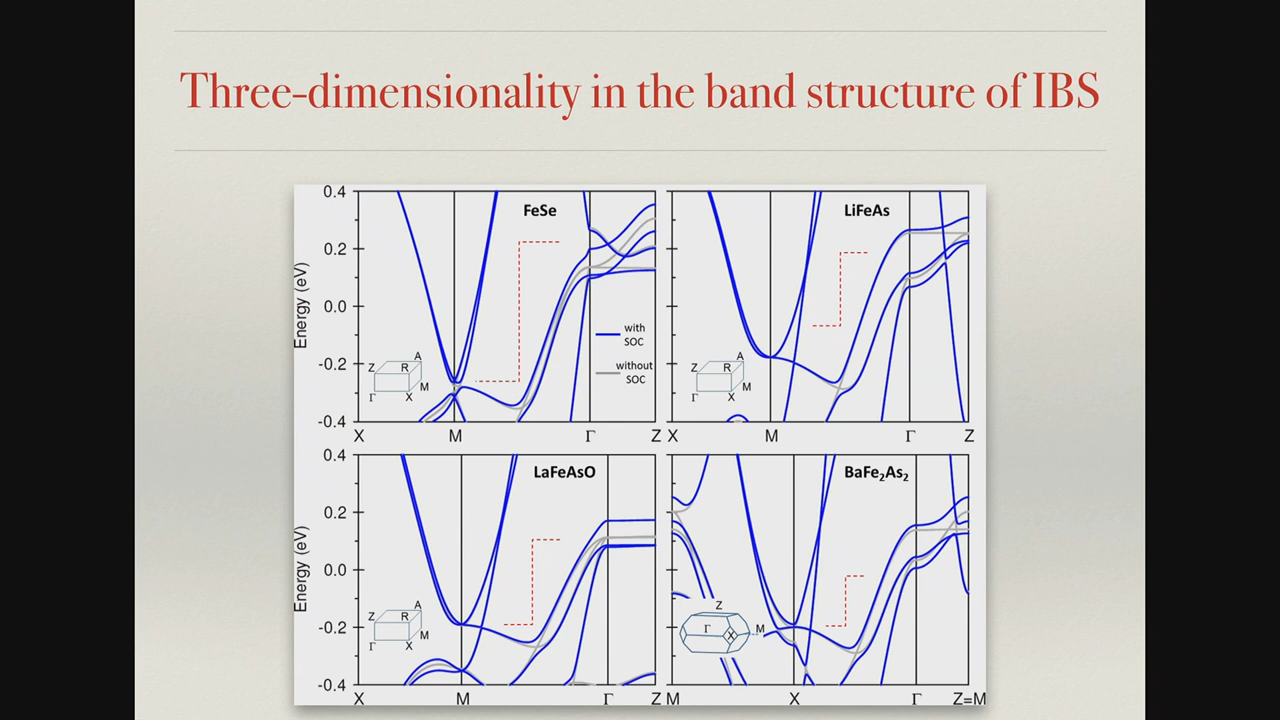 Three-dimensionality in the band structure of IBS
0.4
0.2
0.0
-0.2
-0.4
Energy (eV)
FeSe
with
SOC
without
SOC
Z
A
R
M
Γ
X
X
M
Γ
Z
LiFeAs
Z
A
R
M
Γ
X
X
M
Γ
Z
0.4
0.2
0.0
-0.2
-0.4
Energy (eV)
LaFeAsO
Z
A
R
M
Γ
X
X
M
Γ
Z
BaFe₂As₂
Z
Γ
X
M
M
X
Γ
Z=M